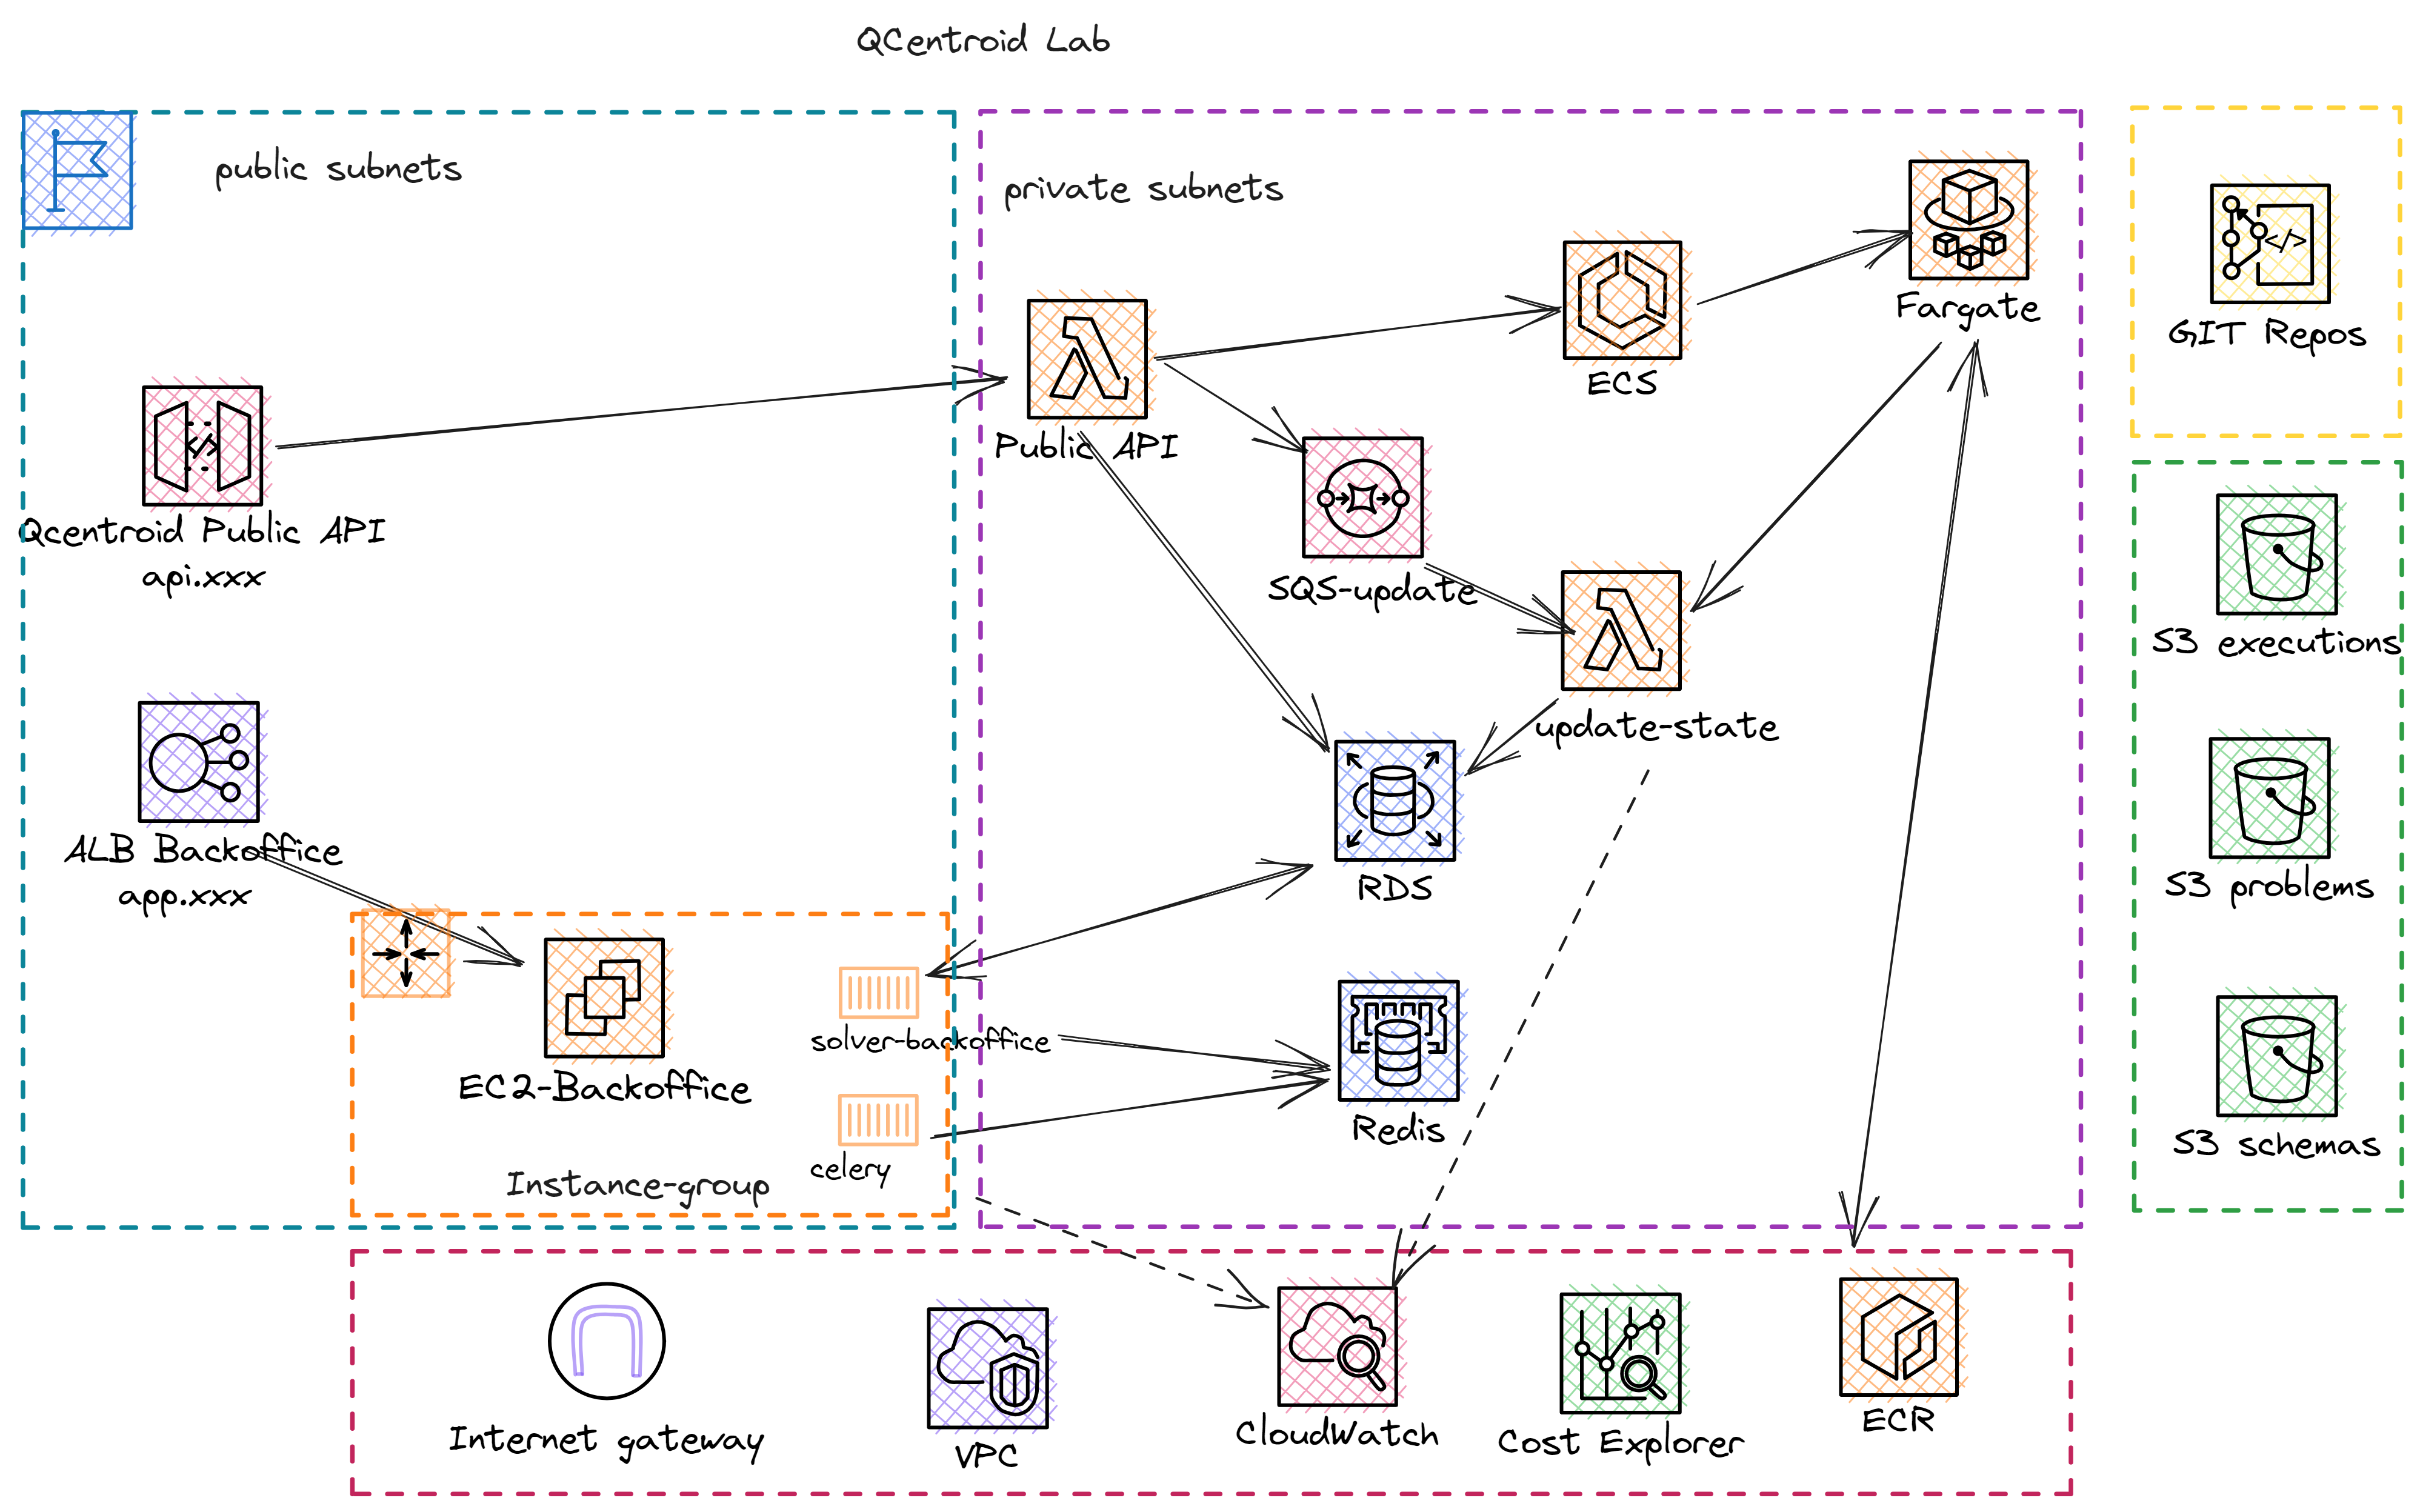 QCentroid Lab
public subnets
private subnets
Fargate
GIT Repos
ECS
Public API
Qcentroid Public API
api.xxx
SQS-update
S3 executions
update-state
ALB Backoffice
app.xxx
RDS
S3 problems
solver-backoffice
EC2-Backoffice
Redis
S3 schemas
celery
Instance-group
Internet gateway
VPC
CloudWatch
Cost Explorer
ECR